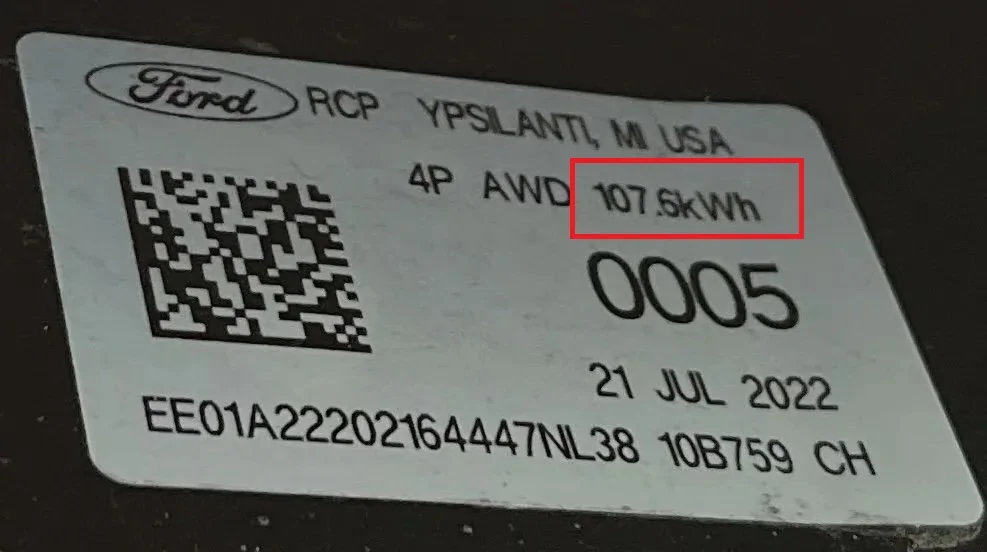 Ford RCP YPSILANTI, MI USA
4P AWD 107.6kWh
0005
21 JUL 2022
EE01A22202164447NL38 10B759 CH